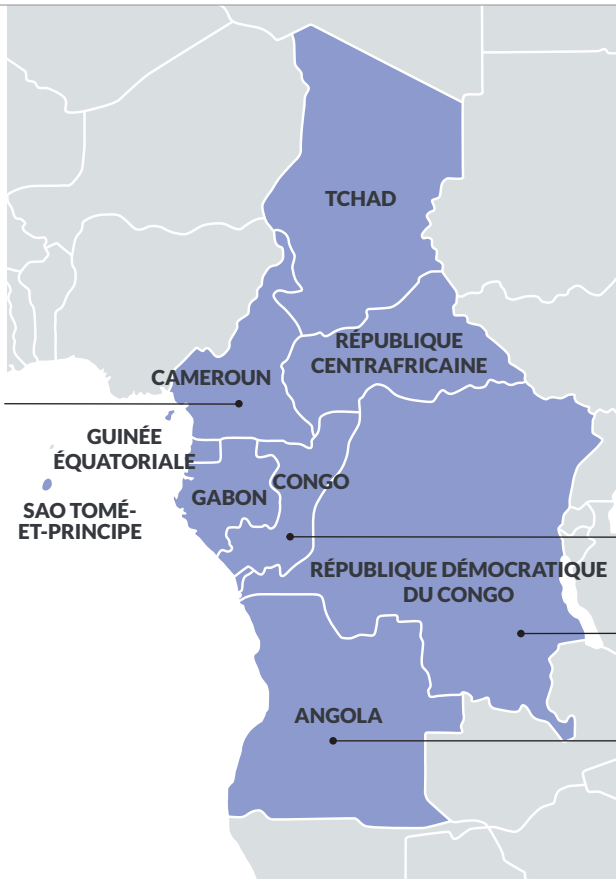 TCHAD
RÉPUBLIQUE
CENTRAFRICAINE
CAMEROUN
GUINÉE
ÉQUATORIALE
CONGO
GABON
SAO TOMÉ-
ET-PRINCIPE
RÉPUBLIQUE DÉMOCRATIQUE
DU CONGO
ANGOLA